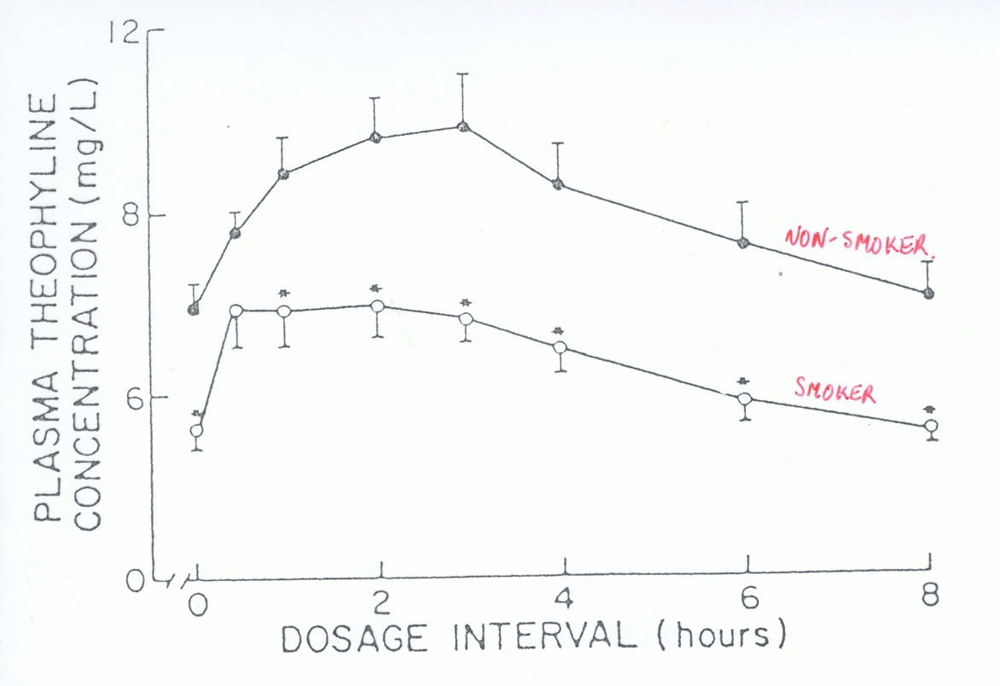 12
8
6
0
PLASMA THEOPHYLINE
CONCENTRATION (mg/L)
NON-SMOKER.
SMOKER
* * * * * * * *
0 2 4 6 8
DOSAGE INTERVAL (hours)